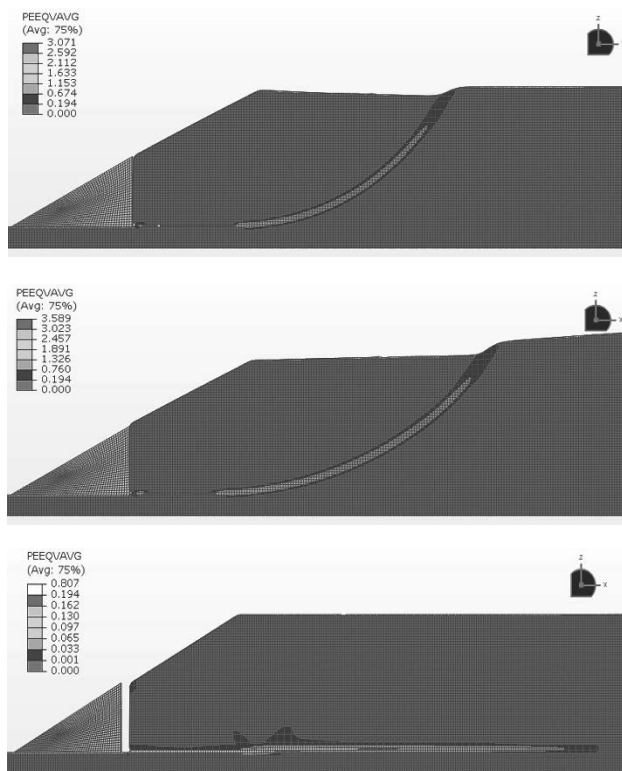 PEEQVAVG
(Avg: 75%)
3.071
2.592
2.112
1.633
1.153
0.674
0.194
0.000
z
PEEQVAVG
(Avg: 75%)
3.589
3.023
2.457
1.891
1.326
0.760
0.194
0.000
z
x
PEEQVAVG
(Avg: 75%)
0.807
0.194
0.162
0.130
0.097
0.065
0.033
0.001
0.000
z
x